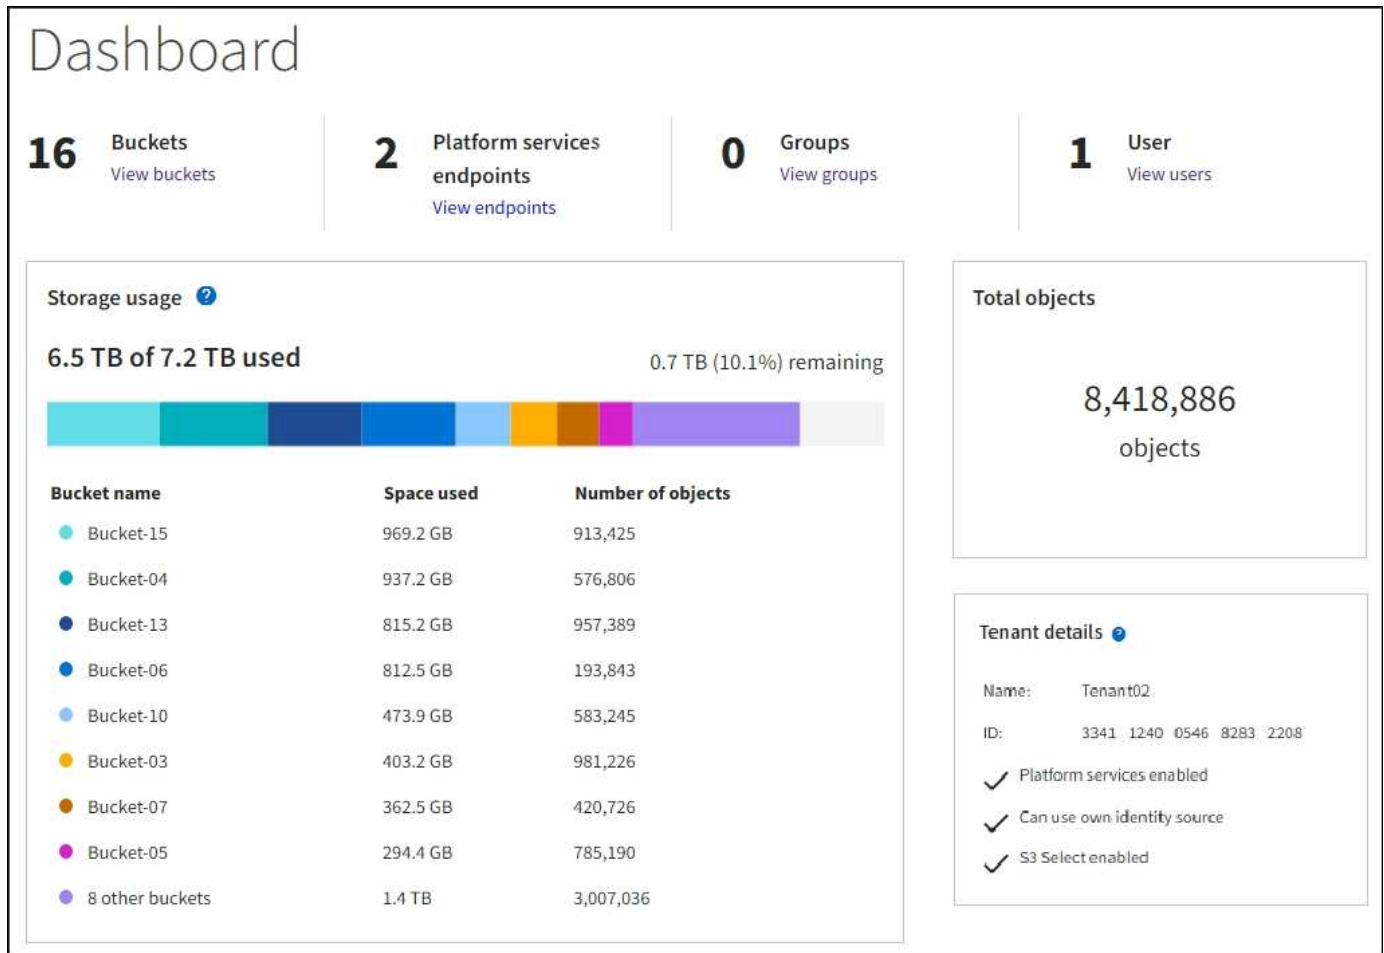 Dashboard
16 Buckets
View buckets
2 Platform services
endpoints
View endpoints
0 Groups
View groups
1 User
View users
Storage usage ?
6.5 TB of 7.2 TB used
0.7 TB (10.1%) remaining
Bucket name Space used Number of objects
Bucket-15 969.2 GB 913,425
Bucket-04 937.2 GB 576,806
Bucket-13 815.2 GB 957,389
Bucket-06 812.5 GB 193,843
Bucket-10 473.9 GB 583,245
Bucket-03 403.2 GB 981,226
Bucket-07 362.5 GB 420,726
Bucket-05 294.4 GB 785,190
8 other buckets 1.4 TB 3,007,036
Total objects
8,418,886
objects
Tenant details ?
Name: Tenant02
ID: 3341 1240 0546 8283 2208
Platform services enabled
Can use own identity source
S3 Select enabled